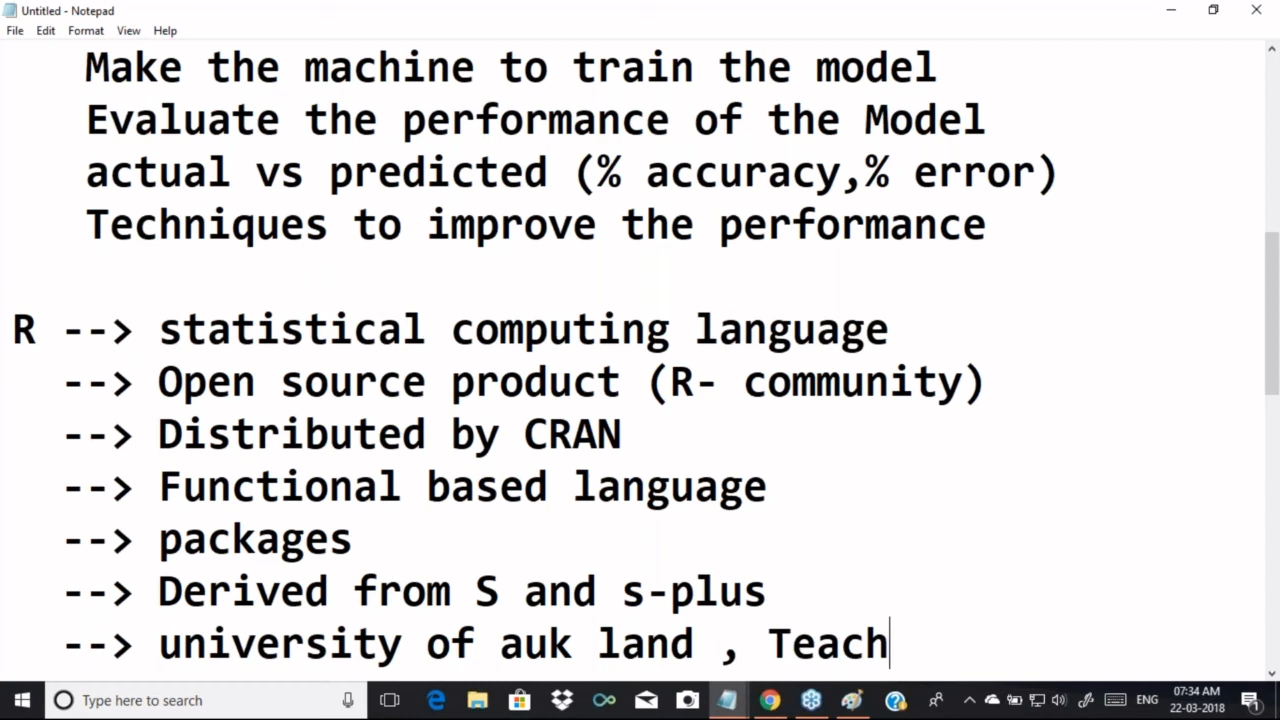 Untitled - Notepad
File Edit Format View Help
Make the machine to train the model
Evaluate the performance of the Model
actual vs predicted (% accuracy,% error)
Techniques to improve the performance
R --> statistical computing language
--> Open source product (R- community)
--> Distributed by CRAN
--> Functional based language
--> packages
--> Derived from S and s-plus
--> university of auk land , Teach
Type here to search
ENG
07:34 AM
22-03-2018
1